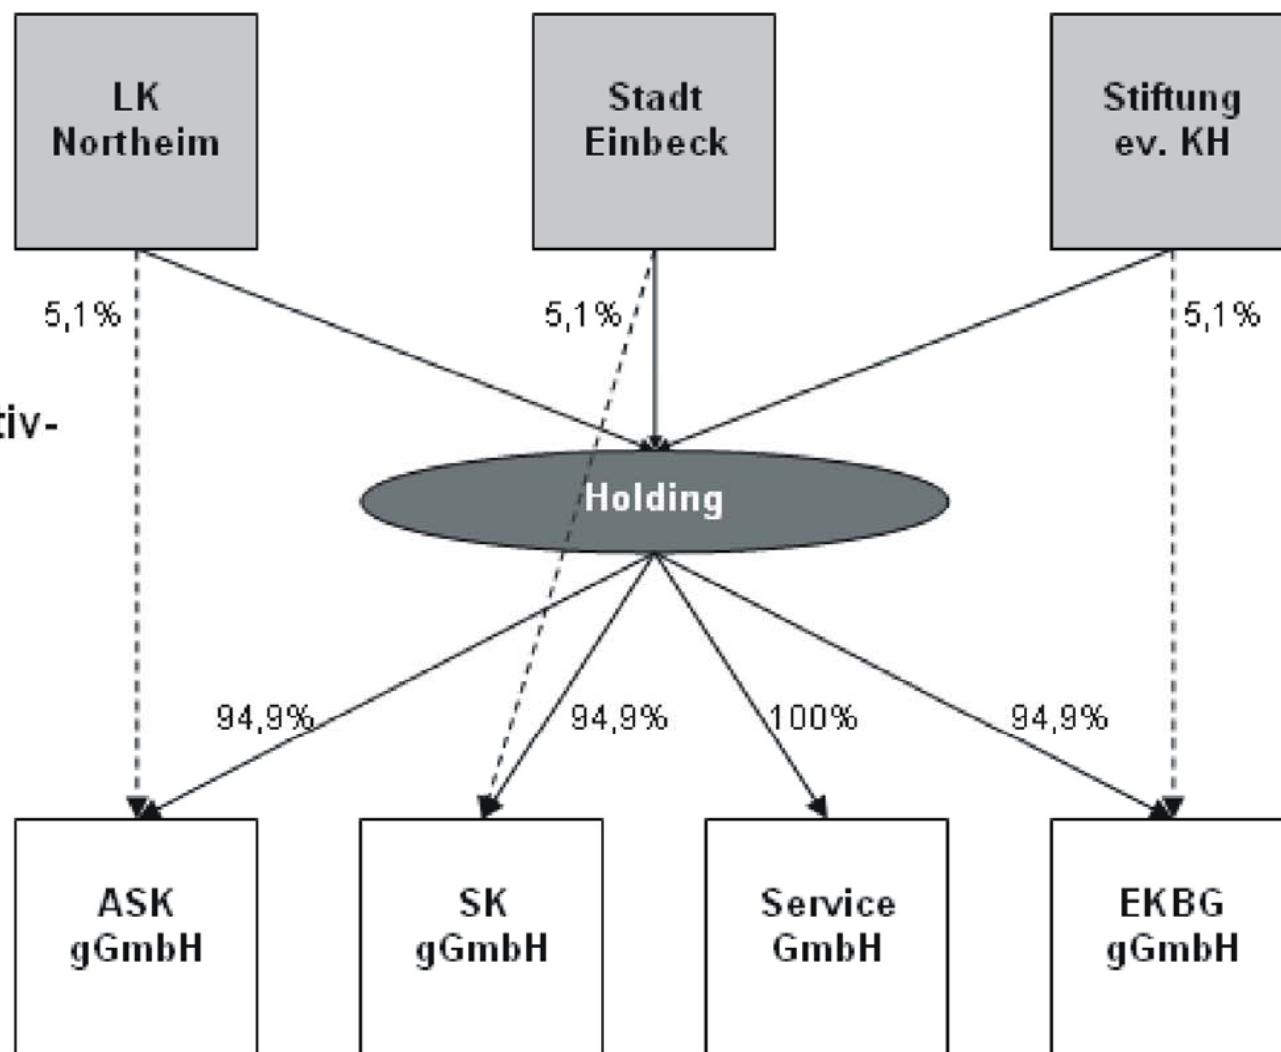 LK
Northeim
Stadt
Einbeck
Stiftung
ev. KH
5,1%
5,1%
5,1%
tiv-
Holding
94,9%
94,9%
100%
94,9%
ASK
gGmbH
SK
gGmbH
Service
GmbH
EKBG
gGmbH